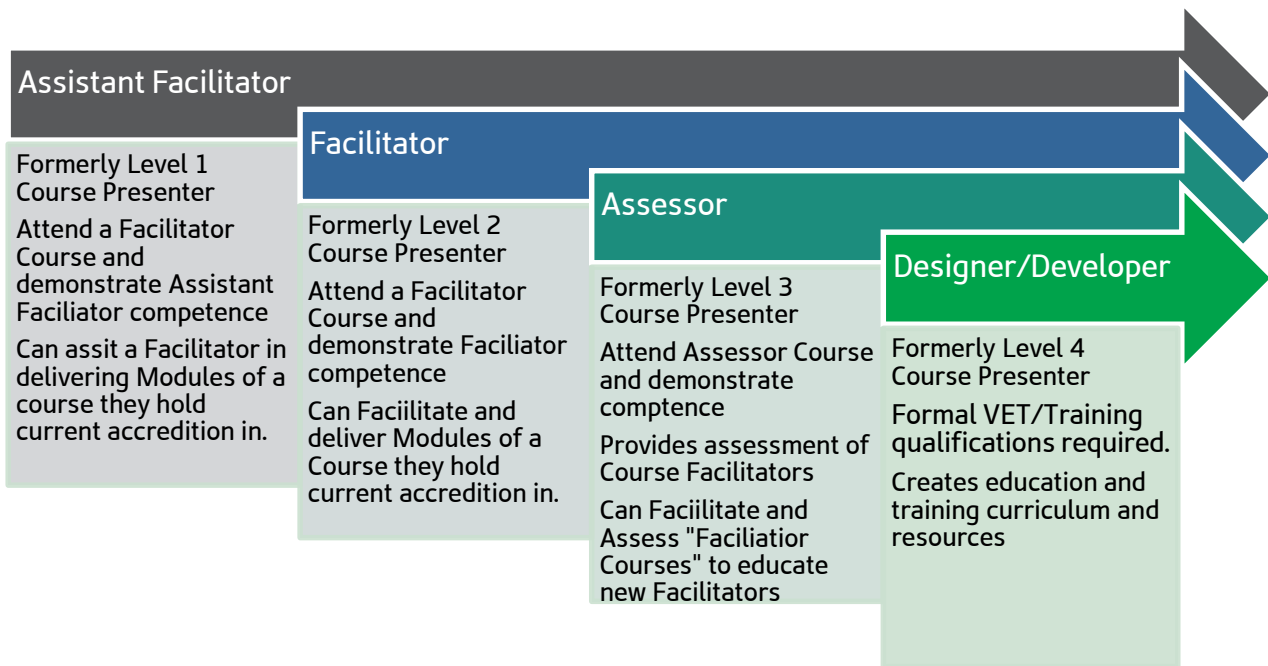 Assistant Facilitator
Formerly Level 1
Course Presenter
Attend a Facilitator
Course and
demonstrate Assistant
Faciliator competence
Can assit a Facilitator in
delivering Modules of a
course they hold
current accredition in.
Facilitator
Formerly Level 2
Course Presenter
Attend a Facilitator
Course and
demonstrate Faciliator
competence
Can Faciilitate and
deliver Modules of a
Course they hold
current accredition in.
Assessor
Formerly Level 3
Course Presenter
Attend Assessor Course
and demonstrate
comptence
Provides assessment of
Course Facilitators
Can Faciilitate and
Assess "Faciliatior
Courses" to educate
new Facilitators
Designer/Developer
Formerly Level 4
Course Presenter
Formal VET/Training
qualifications required.
Creates education and
training curriculum and
resources